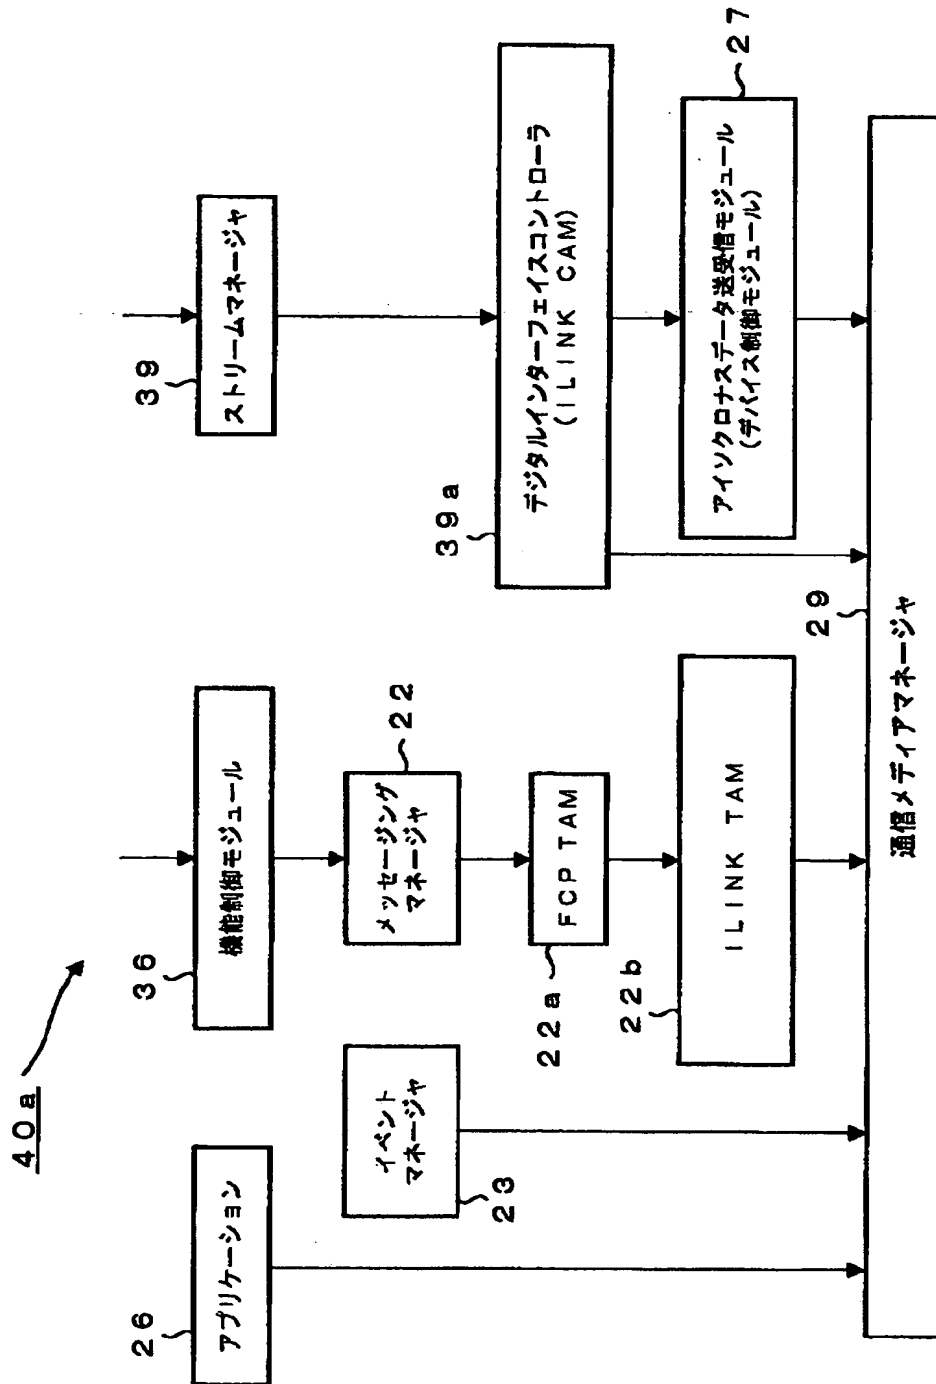 40a
26
アプリケーション
23
イベント
マネージャ
36
機能制御モジュール
22
メッセージング
マネージャ
22a
FCP TAM
22b
ILINK TAM
39
ストリームマネージャ
39a
デジタルインターフェイスコントローラ
(ILINK CAM)
27
アイソクロナスデータ送受信モジュール
(デバイス制御モジュール)
29
通信メディアマネージャ